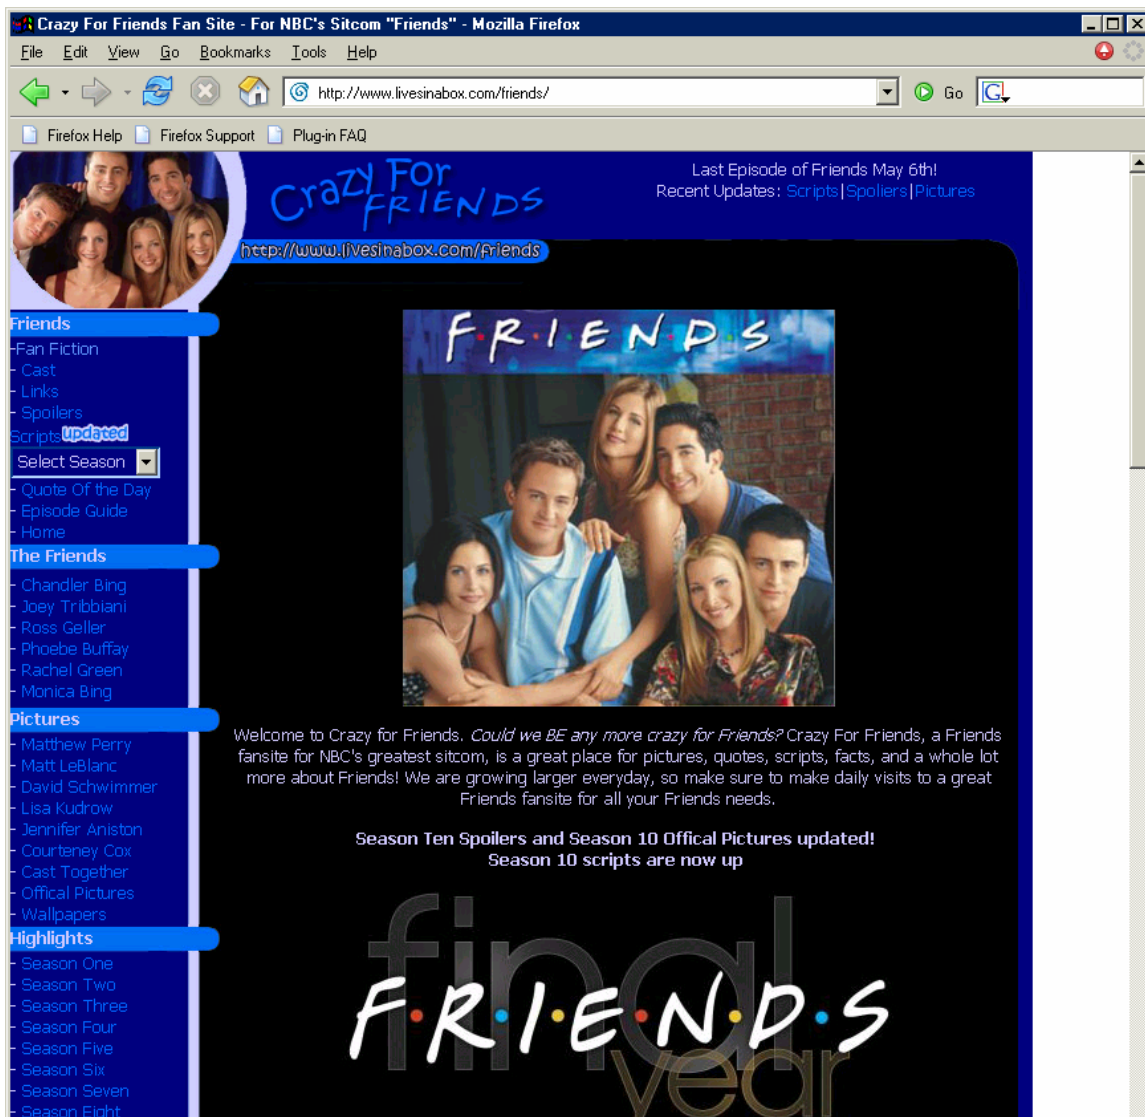 Crazy For Friends Fan Site - For NBC's Sitcom "Friends" - Mozilla Firefox
File Edit View Go Bookmarks Tools Help
http://www.livesinabox.com/friends/ Go G
Firefox Help Firefox Support Plug-in FAQ
Crazy For
FRIENDS
http://www.livesinabox.com/friends
Last Episode of Friends May 6th!
Recent Updates: Scripts|Spoliers|Pictures
Friends
-Fan Fiction
- Cast
- Links
- Spoilers
Scripts updated
Select Season
- Quote Of the Day
- Episode Guide
- Home
The Friends
- Chandler Bing
- Joey Tribbiani
- Ross Geller
- Phoebe Buffay
- Rachel Green
- Monica Bing
Pictures
- Matthew Perry
- Matt LeBlanc
- David Schwimmer
- Lisa Kudrow
- Jennifer Aniston
- Courteney Cox
- Cast Together
- Offical Pictures
- Wallpapers
Highlights
- Season One
- Season Two
- Season Three
- Season Four
- Season Five
- Season Six
- Season Seven
- Season Eight
F·R·I·E·N·D·S
Welcome to Crazy for Friends. Could we BE any more crazy for Friends? Crazy For Friends, a Friends
fansite for NBC's greatest sitcom, is a great place for pictures, quotes, scripts, facts, and a whole lot
more about Friends! We are growing larger everyday, so make sure to make daily visits to a great
Friends fansite for all your Friends needs.
Season Ten Spoilers and Season 10 Offical Pictures updated!
Season 10 scripts are now up
final
F·R·I·E·N·D·S
year